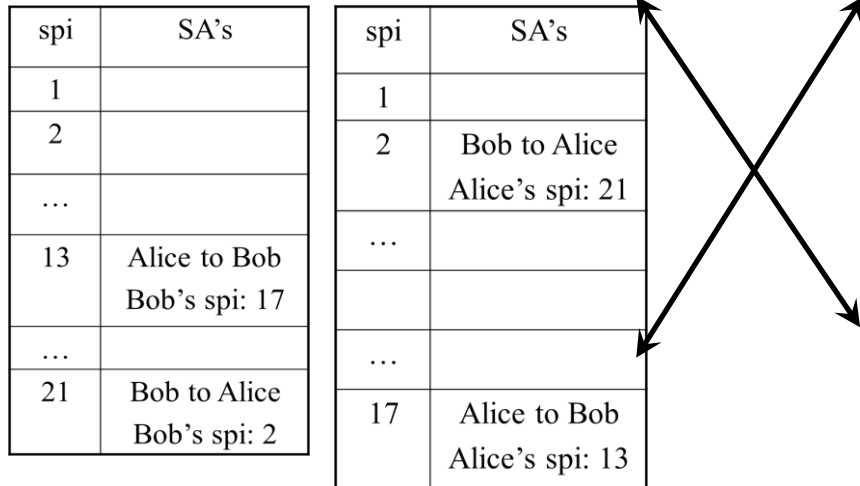 spi SA’s
1
2
…
13 Alice to Bob
Bob’s spi: 17
…
21 Bob to Alice
Bob’s spi: 2
spi SA’s
1
2 Bob to Alice
Alice’s spi: 21
…
…
17 Alice to Bob
Alice’s spi: 13